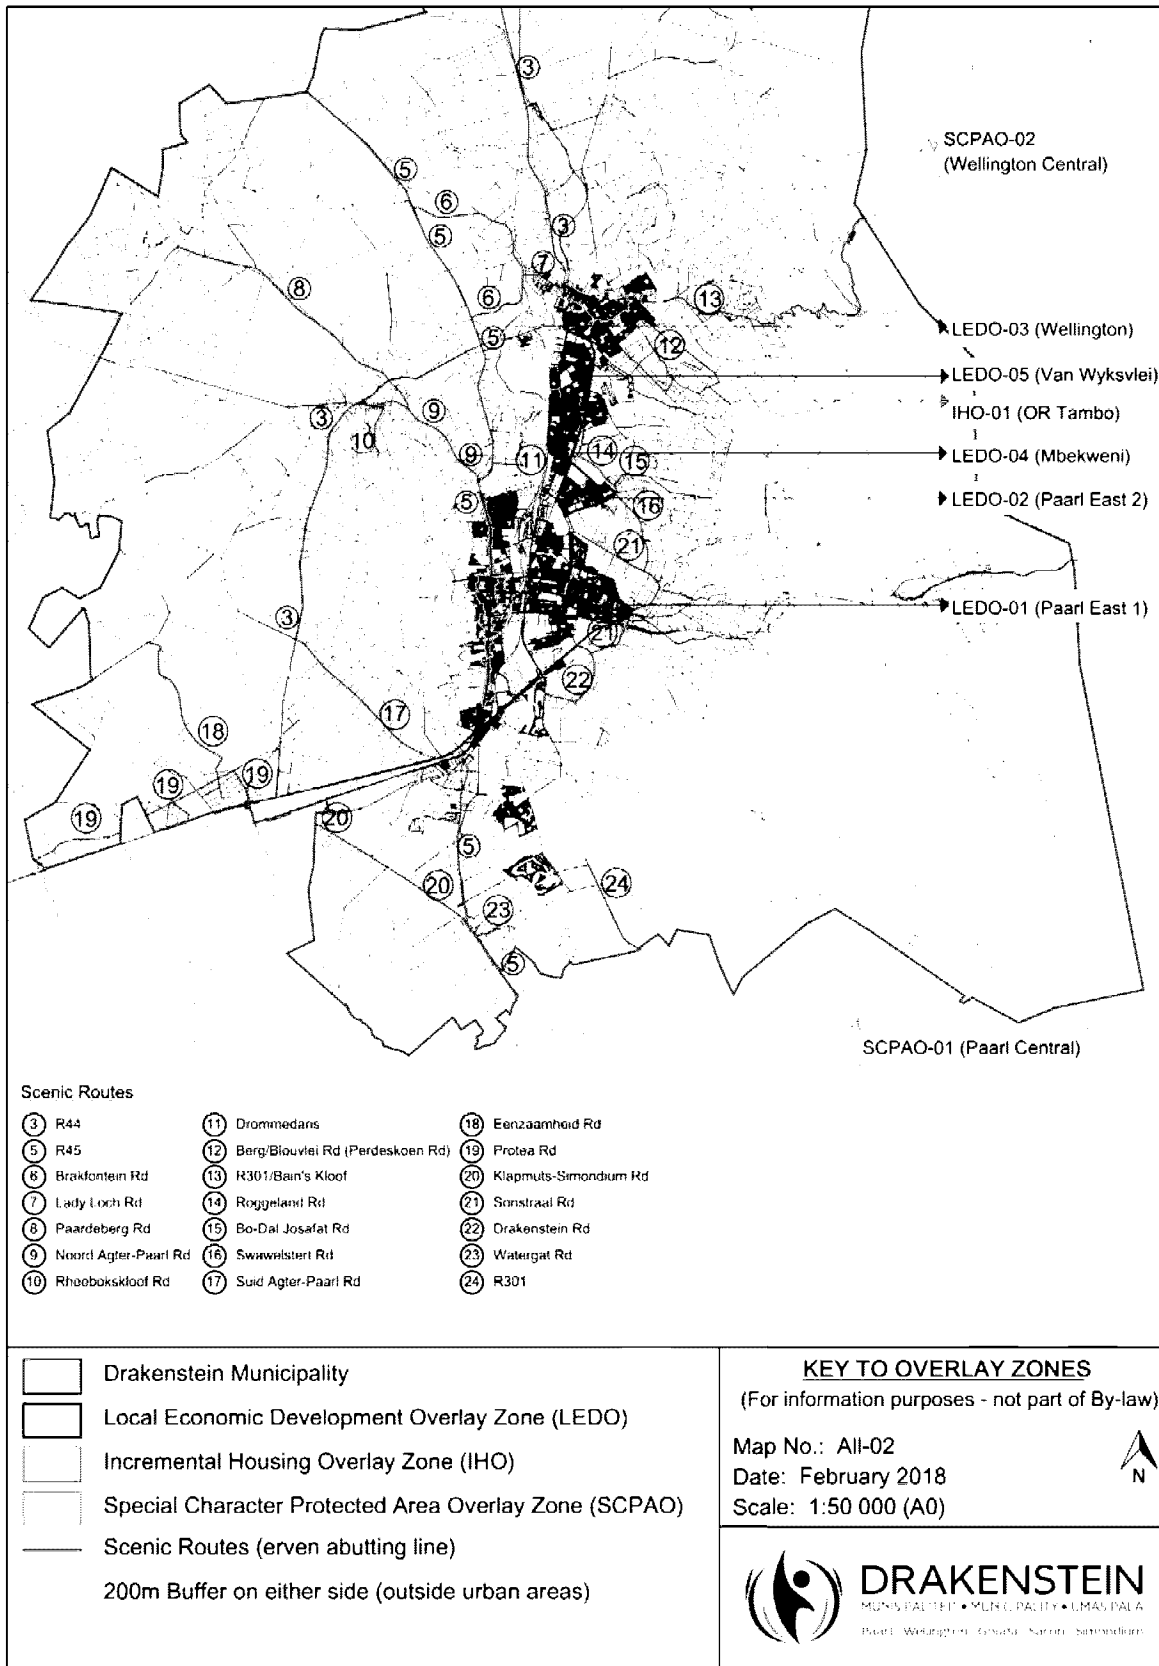 3
SCPAO-02
(Wellington Central)
5
6
5
3
7
8
6
13
5
12
LEDO-03 (Wellington)
LEDO-05 (Van Wyksvlei)
IHO-01 (OR Tambo)
3
9
10
9
11
14
15
LEDO-04 (Mbekweni)
5
16
LEDO-02 (Paarl East 2)
21
3
LEDO-01 (Paarl East 1)
21
22
17
18
19
19
19
20
5
20
24
23
5
SCPAO-01 (Paarl Central)
Scenic Routes
3 R44
5 R45
6 Brakfontein Rd
7 Lady Loch Rd
8 Paardeberg Rd
9 Noord Agter-Paarl Rd
10 Rheebokskloof Rd
11 Drommedaris
12 Berg/Blouvlei Rd (Perdeskoen Rd)
13 R301/Bain's Kloof
14 Roggeland Rd
15 Bo-Dal Josafat Rd
16 Swawelstert Rd
17 Suid Agter-Paarl Rd
18 Eenzaamheid Rd
19 Protea Rd
20 Klapmuts-Simondium Rd
21 Sonstraal Rd
22 Drakenstein Rd
23 Watergat Rd
24 R301
Drakenstein Municipality
Local Economic Development Overlay Zone (LEDO)
Incremental Housing Overlay Zone (IHO)
Special Character Protected Area Overlay Zone (SCPAO)
Scenic Routes (erven abutting line)
200m Buffer on either side (outside urban areas)
KEY TO OVERLAY ZONES
(For information purposes - not part of By-law)
Map No.: All-02
Date: February 2018
Scale: 1:50 000 (A0)
N
DRAKENSTEIN
MUNISIPALITEIT • MUNICIPALITY • UMASIPALA
Paarl Wellington Gouda Saron Simondium